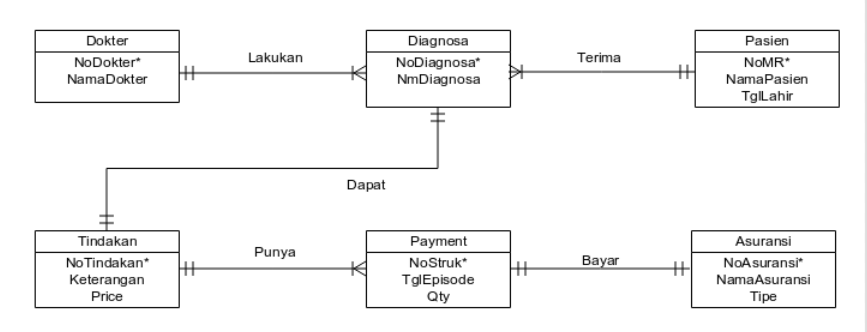 Dokter
NoDokter*
NamaDokter
Lakukan
Diagnosa
NoDiagnosa*
NmDiagnosa
Terima
Pasien
NoMR*
NamaPasien
TglLahir
Dapat
Tindakan
NoTindakan*
Keterangan
Price
Punya
Payment
NoStruk*
TglEpisode
Qty
Bayar
Asuransi
NoAsuransi*
NamaAsuransi
Tipe